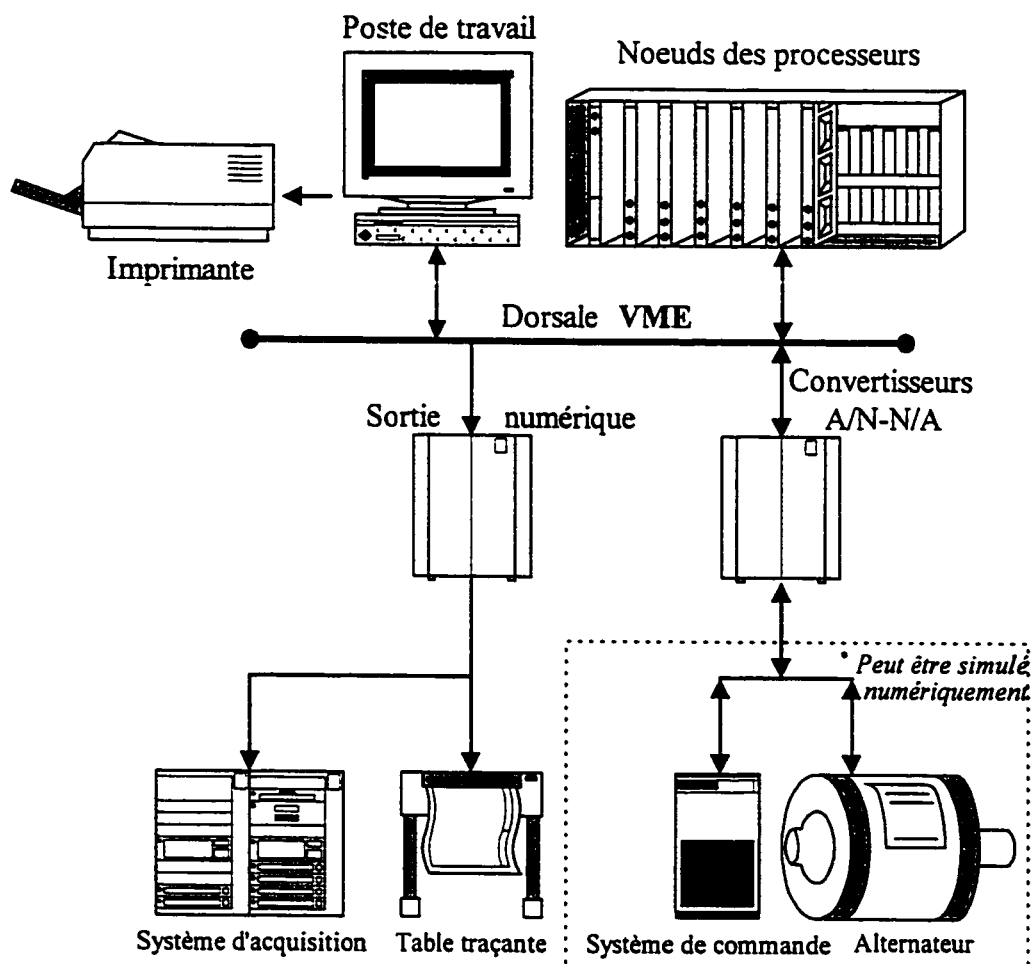 Poste de travail
Noeuds des processeurs
Imprimante
Dorsale VME
Convertisseurs
A/N-N/A
Sortie numérique
Peut être simulé
numériquement
Système d'acquisition
Table traçante
Système de commande
Alternateur